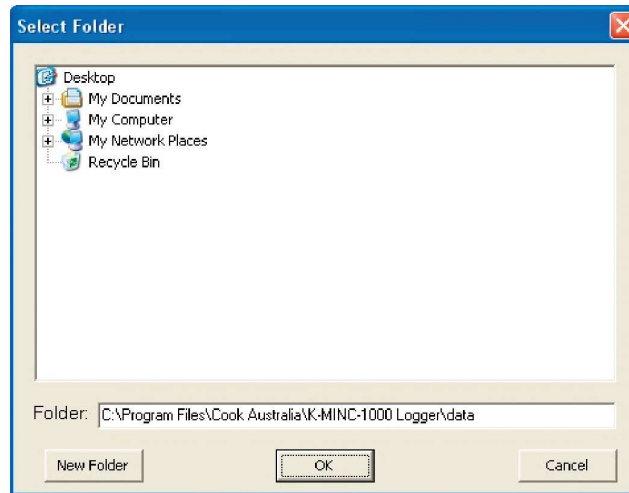 Select Folder
Desktop
My Documents
My Computer
My Network Places
Recycle Bin
Folder: C:\Program Files\Cook Australia\K-MINC-1000 Logger\data
New Folder OK Cancel